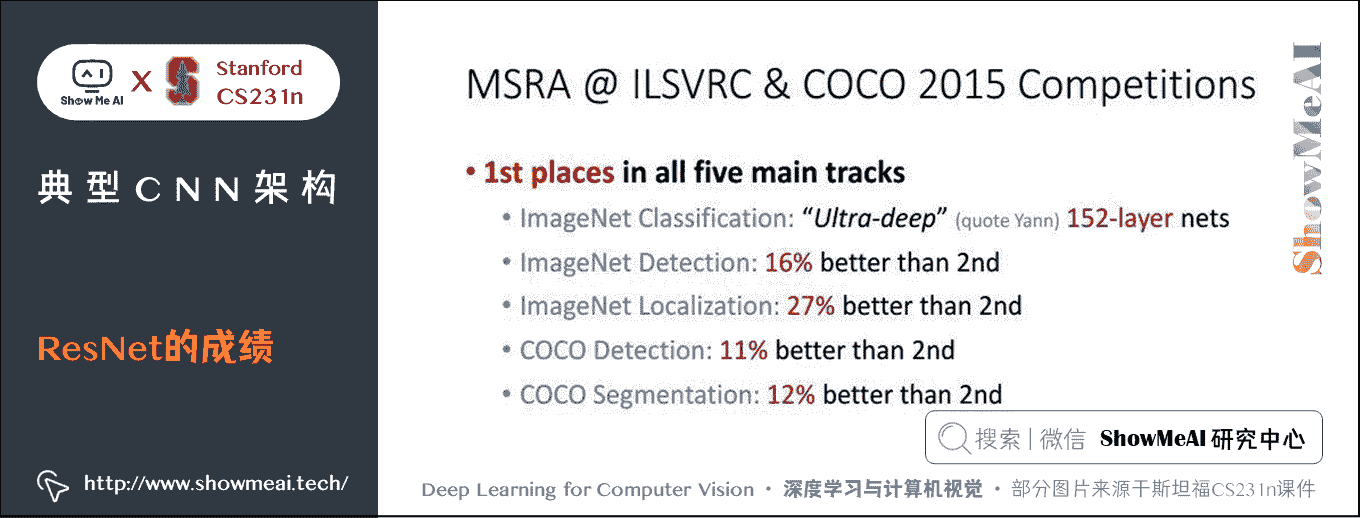 Show Me AI
X
Stanford
CS231n
典型CNN架构
ResNet的成绩
http://www.showmeai.tech/
MSRA @ ILSVRC & COCO 2015 Competitions
• 1st places in all five main tracks
• ImageNet Classification: “Ultra-deep” (quote Yann) 152-layer nets
• ImageNet Detection: 16% better than 2nd
• ImageNet Localization: 27% better than 2nd
• COCO Detection: 11% better than 2nd
• COCO Segmentation: 12% better than 2nd
ShowMeAI
搜索 | 微信 ShowMeAI 研究中心
Deep Learning for Computer Vision · 深度学习与计算机视觉 · 部分图片来源于斯坦福CS231n课件